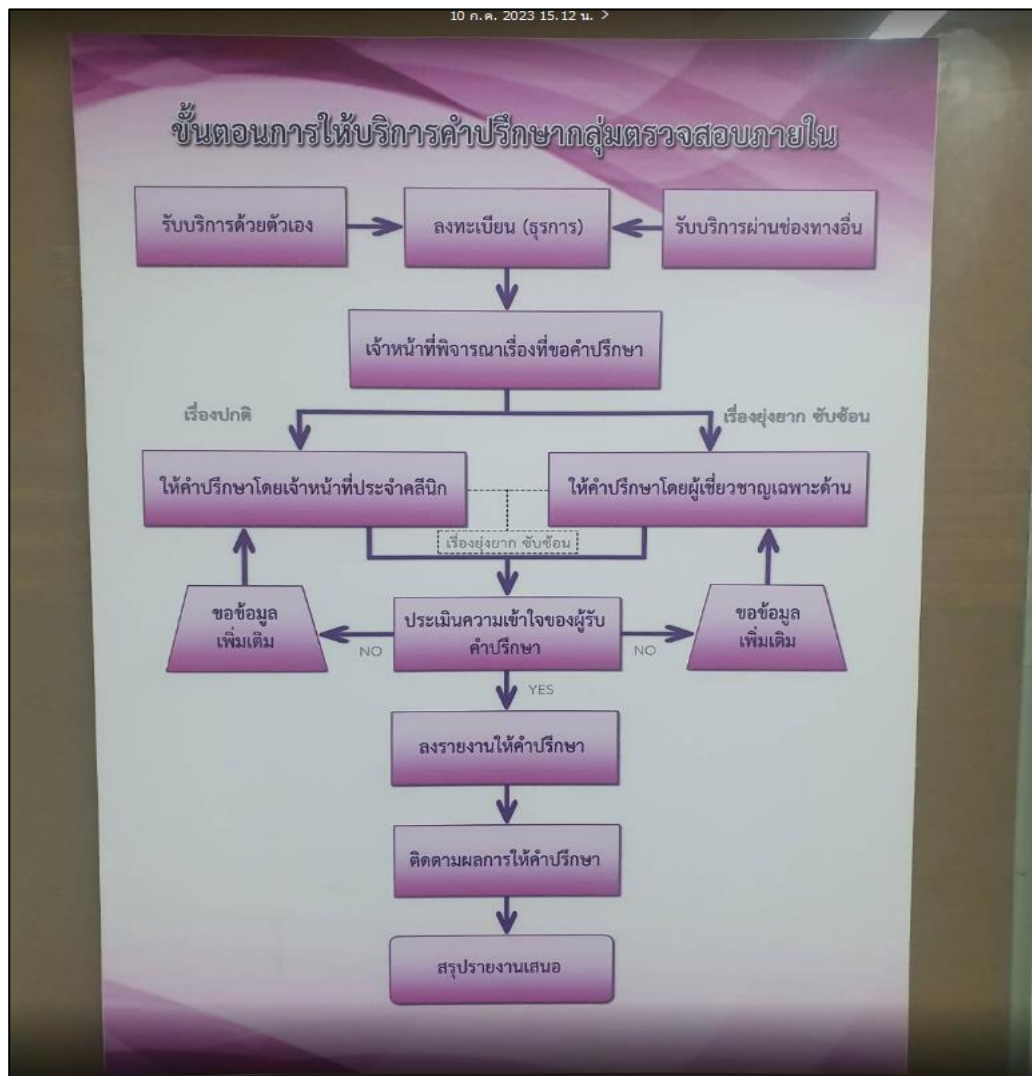 10 ก.ค. 2023 15.12 น. >
ขั้นตอนการให้บริการคำปรึกษากลุ่มตรวจสอบภายใน
รับบริการด้วยตัวเอง
ลงทะเบียน (ธุรการ)
รับบริการผ่านช่องทางอื่น
เจ้าหน้าที่พิจารณาเรื่องที่ขอคำปรึกษา
เรื่องปกติ
เรื่องยุ่งยาก ซับซ้อน
ให้คำปรึกษาโดยเจ้าหน้าที่ประจำคลีนิก
ให้คำปรึกษาโดยผู้เชี่ยวชาญเฉพาะด้าน
เรื่องยุ่งยาก ซับซ้อน
ขอข้อมูล
เพิ่มเติม
NO
ประเมินความเข้าใจของผู้รับ
คำปรึกษา
NO
ขอข้อมูล
เพิ่มเติม
YES
ลงรายงานให้คำปรึกษา
ติดตามผลการให้คำปรึกษา
สรุปรายงานเสนอ